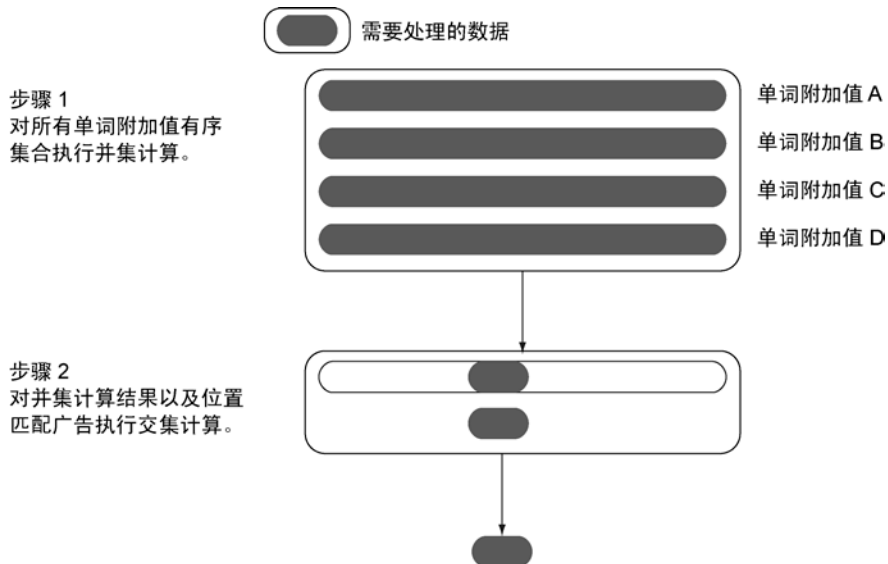 需要处理的数据
步骤 1
对所有单词附加值有序
集合执行并集计算。
单词附加值 A
单词附加值 B
单词附加值 C
单词附加值 D
步骤 2
对并集计算结果以及位置
匹配广告执行交集计算。